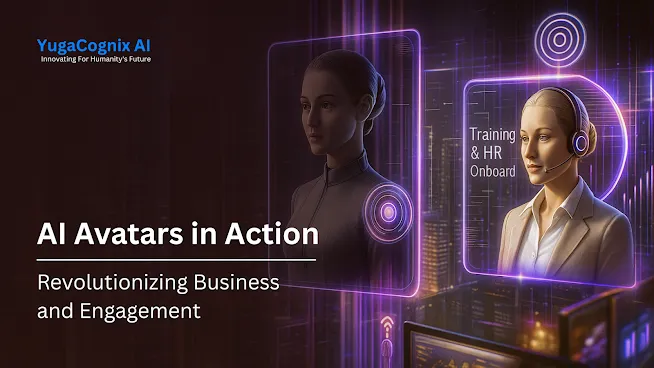 YugaCognix AI
Innovating For Humanity's Future
Training
& HR
Onboard
AI Avatars in Action
Revolutionizing Business
and Engagement